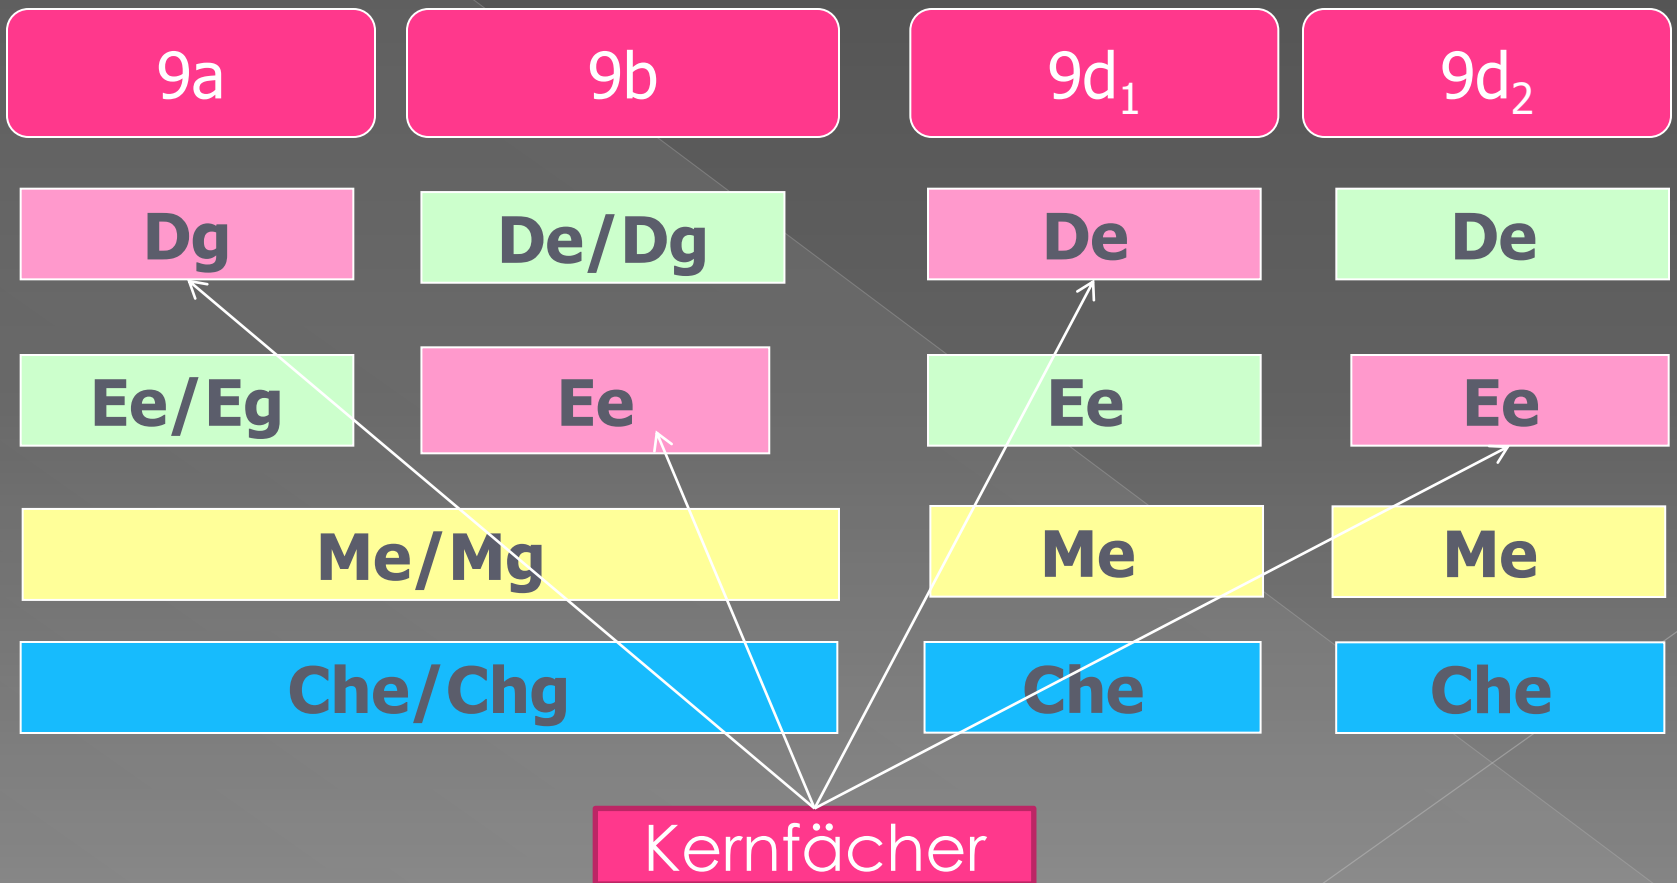 9a 9b 9d₁ 9d₂
Dg De/Dg De De
Ee/Eg Ee Ee Ee
Me/Mg Me Me
Che/Chg Che Che
Kernfächer